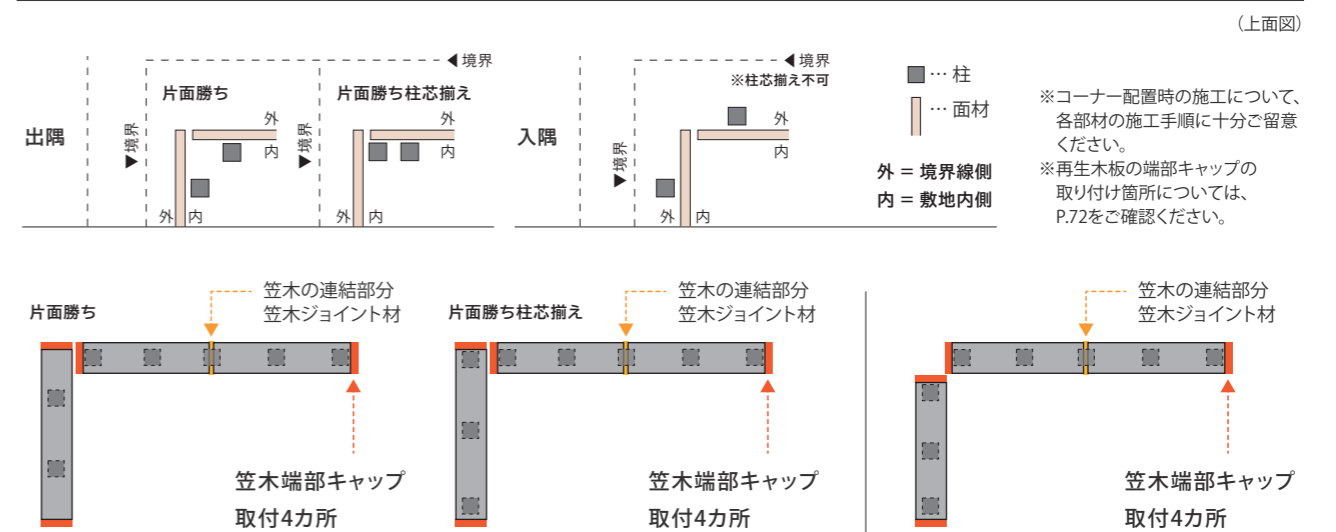 （上面図）
出隅
境界
片面勝ち
外
内
外 内
境界
境界
片面勝ち柱芯揃え
外
内
外 内
入隅
境界
境界
※柱芯揃え不可
外
内
外 内
… 柱
… 面材
外 = 境界線側
内 = 敷地内側
※コーナー配置時の施工について、
各部材の施工手順に十分ご留意
ください。
※再生木板の端部キャップの
取り付け箇所については、
P.72をご確認ください。
片面勝ち
笠木の連結部分
笠木ジョイント材
笠木端部キャップ
取付4カ所
片面勝ち柱芯揃え
笠木の連結部分
笠木ジョイント材
笠木端部キャップ
取付4カ所
笠木の連結部分
笠木ジョイント材
笠木端部キャップ
取付4カ所